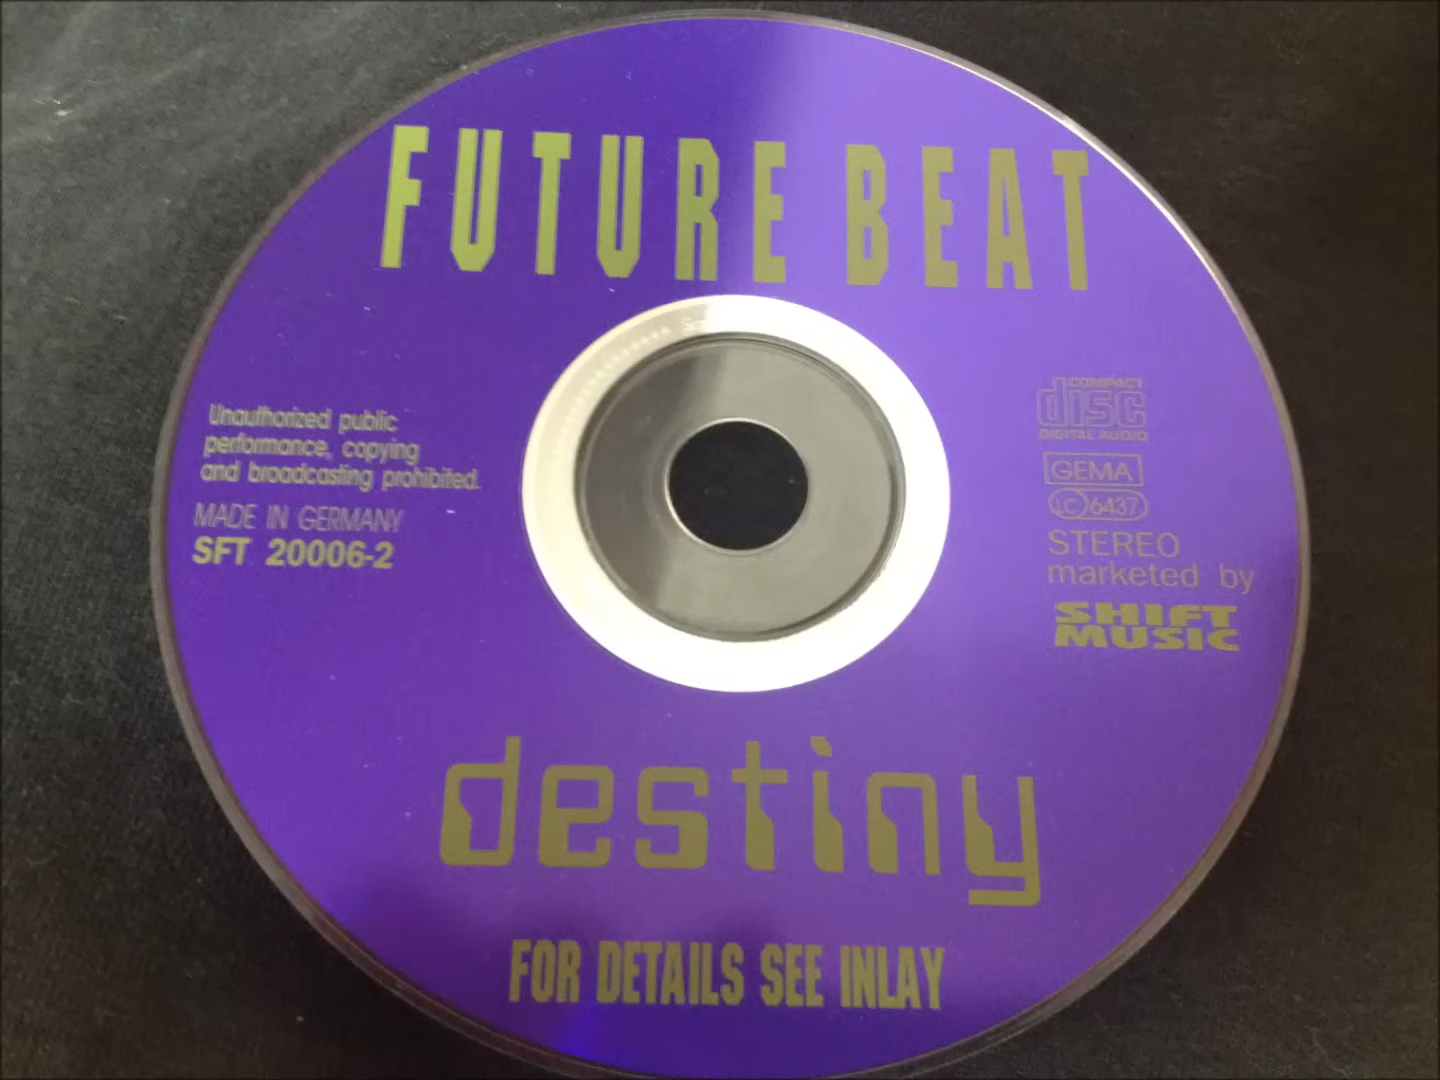 FUTURE BEAT
Unauthorized public
performance, copying
and broadcasting prohibited.
MADE IN GERMANY
SFT 20006-2
COMPACT
disc
DIGITAL AUDIO
GEMA
LC 6437
STEREO
marketed by
SHIFT
MUSIC
destiny
FOR DETAILS SEE INLAY